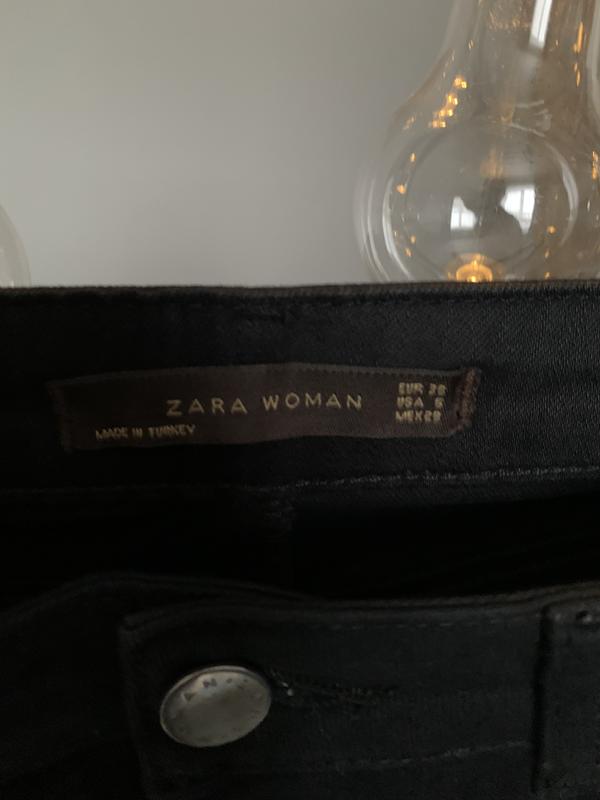 ZARA WOMAN
EUR 38
USA 6
MEX 28
MADE IN TURKEY